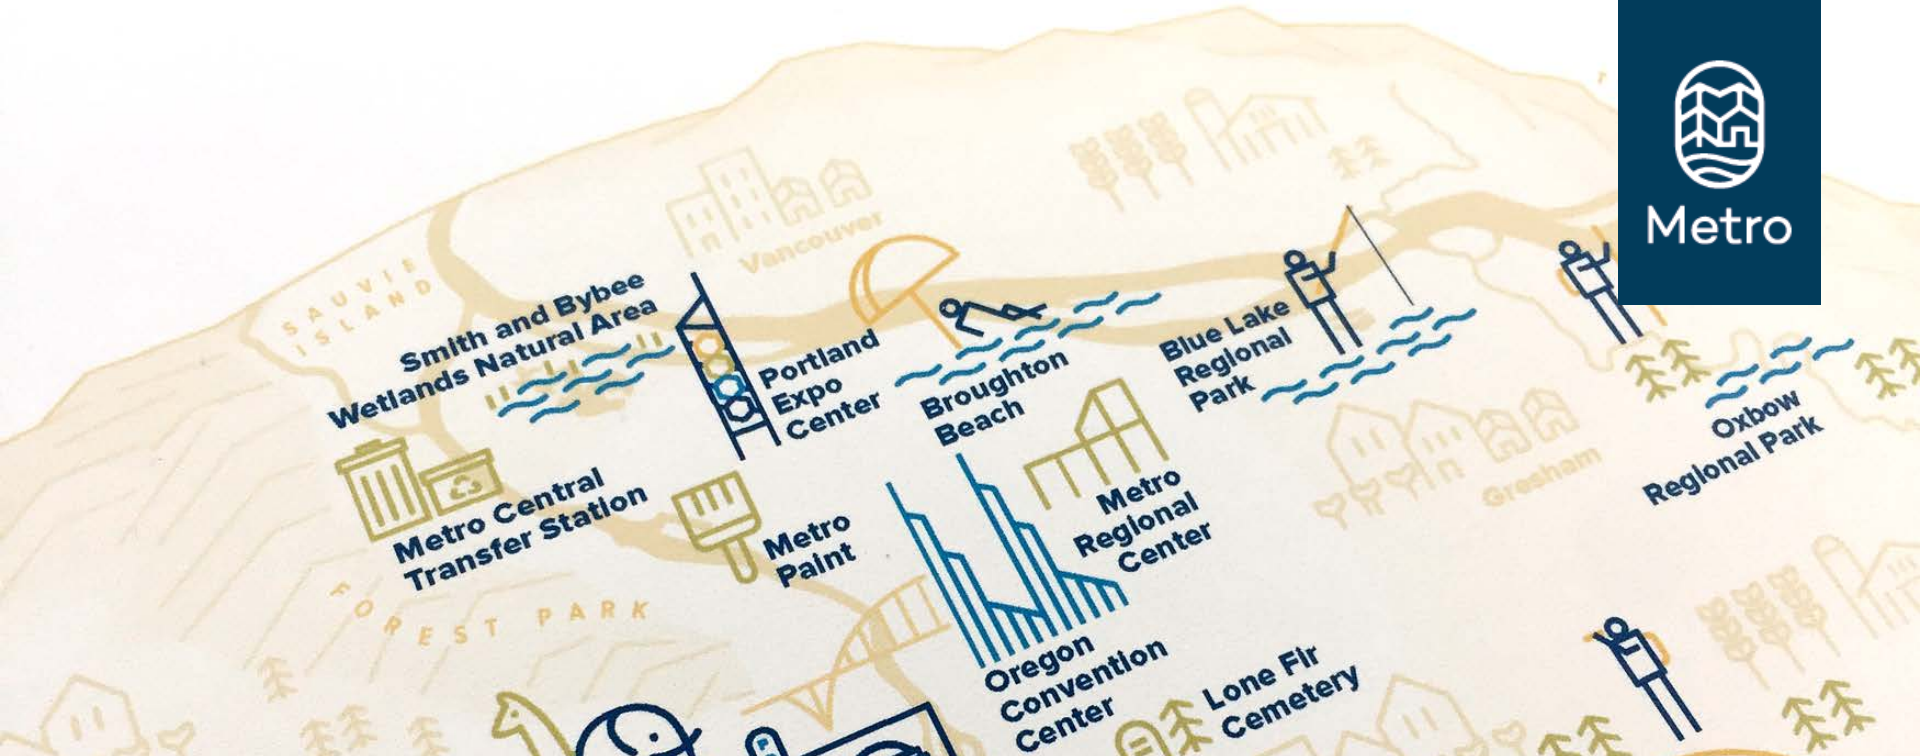 Metro
Vancouver
SAUVIE
ISLAND
Smith and Bybee
Wetlands Natural Area
Portland
Expo
Center
Broughton
Beach
Blue Lake
Regional
Park
Oxbow
Regional Park
Gresham
Metro Central
Transfer Station
Metro
Paint
Metro
Regional
Center
FOREST PARK
Oregon
Convention
Center
Lone Fir
Cemetery
P